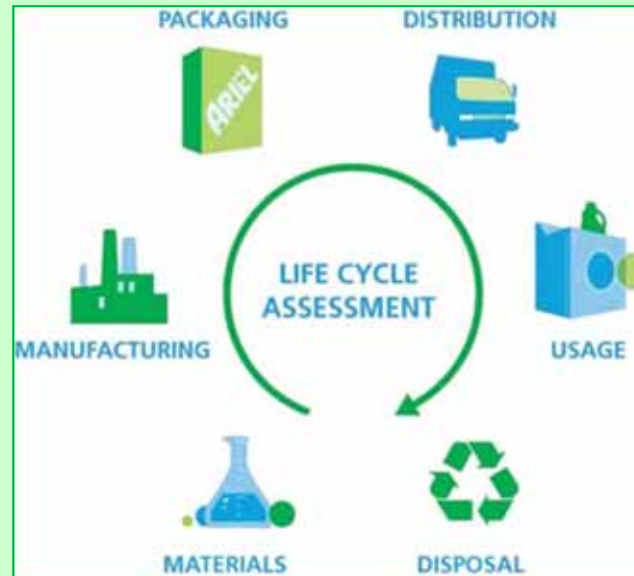 PACKAGING
DISTRIBUTION
ARIEL
LIFE CYCLE
ASSESSMENT
MANUFACTURING
USAGE
MATERIALS
DISPOSAL